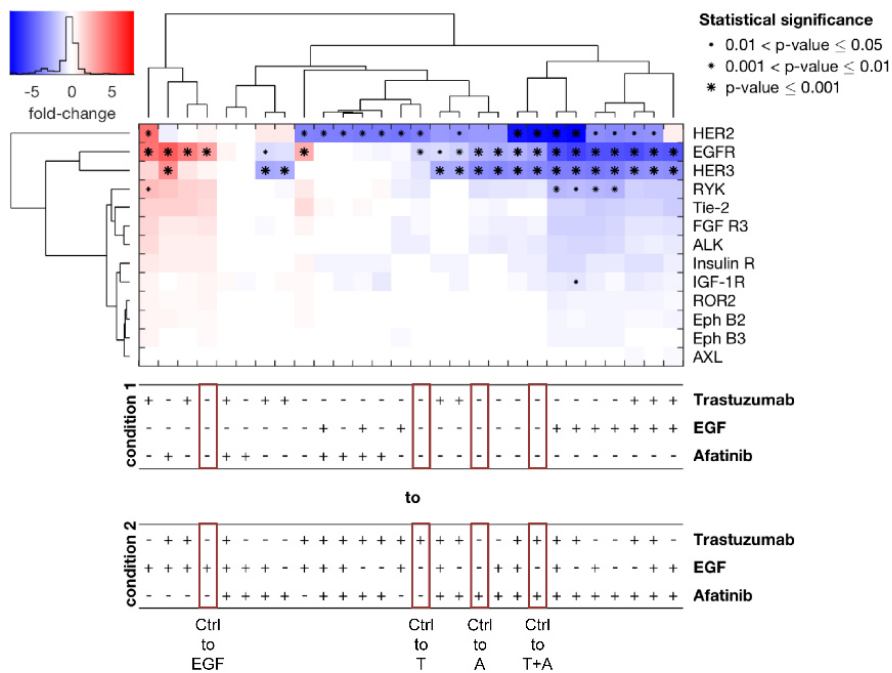 -5 0 5
fold-change
Statistical significance
• 0.01 < p-value ≤ 0.05
* 0.001 < p-value ≤ 0.01
* p-value ≤ 0.001
HER2
EGFR
HER3
RYK
Tie-2
FGF R3
ALK
Insulin R
IGF-1R
ROR2
Eph B2
Eph B3
AXL
condition 1
+ - + - + - + + - - - - - - - + + - - - - - - - - + + + Trastuzumab
- - - - - - - - - + - + - + - - - - - - - + + + + + + + EGF
- + - - + + - - - + + + + - - - - - - - - - - - - - - - Afatinib
to
condition 2
- + + - + - - - + + + + + + + + + - - + + + + - - + + - Trastuzumab
+ + + + + + + - - + + - - + - - + - + + - + - + - - + + EGF
- - - - + + + + - + + + + - - + + + + + + + + + + + + + Afatinib
Ctrl
to
EGF
Ctrl
to
T
Ctrl
to
A
Ctrl
to
T+A